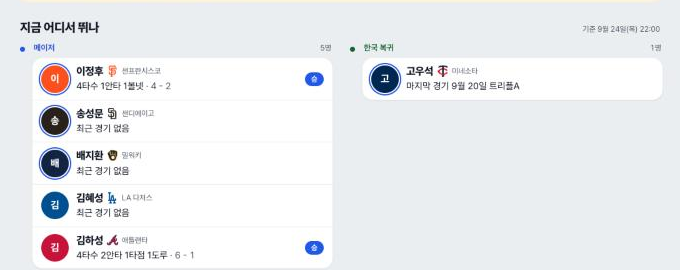 지금 어디서 뛰나
기준 9월 24일(목) 22:00
메이저
5명
이
이정후 샌프란시스코
4타수 1안타 1볼넷 · 4 - 2
승
송
송성문 샌디에이고
최근 경기 없음
배
배지환 밀워키
최근 경기 없음
김
김혜성 LA 다저스
최근 경기 없음
김
김하성 애틀랜타
4타수 2안타 1타점 1도루 · 6 - 1
승
한국 복귀
1명
고
고우석 미네소타
마지막 경기 9월 20일 트리플A